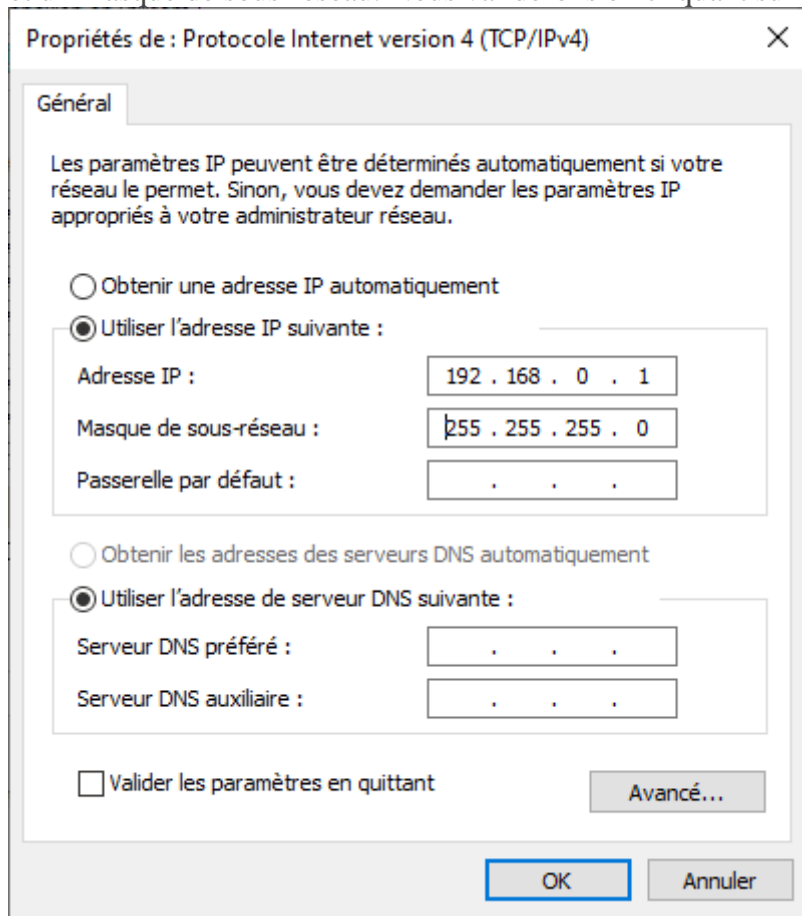 Propriétés de : Protocole Internet version 4 (TCP/IPv4)
Général
Les paramètres IP peuvent être déterminés automatiquement si votre
réseau le permet. Sinon, vous devez demander les paramètres IP
appropriés à votre administrateur réseau.
Obtenir une adresse IP automatiquement
Utiliser l'adresse IP suivante :
Adresse IP : 192 . 168 . 0 . 1
Masque de sous-réseau : 255 . 255 . 255 . 0
Passerelle par défaut : . . .
Obtenir les adresses des serveurs DNS automatiquement
Utiliser l'adresse de serveur DNS suivante :
Serveur DNS préféré : . . .
Serveur DNS auxiliaire : . . .
Valider les paramètres en quittant
Avancé...
OK Annuler